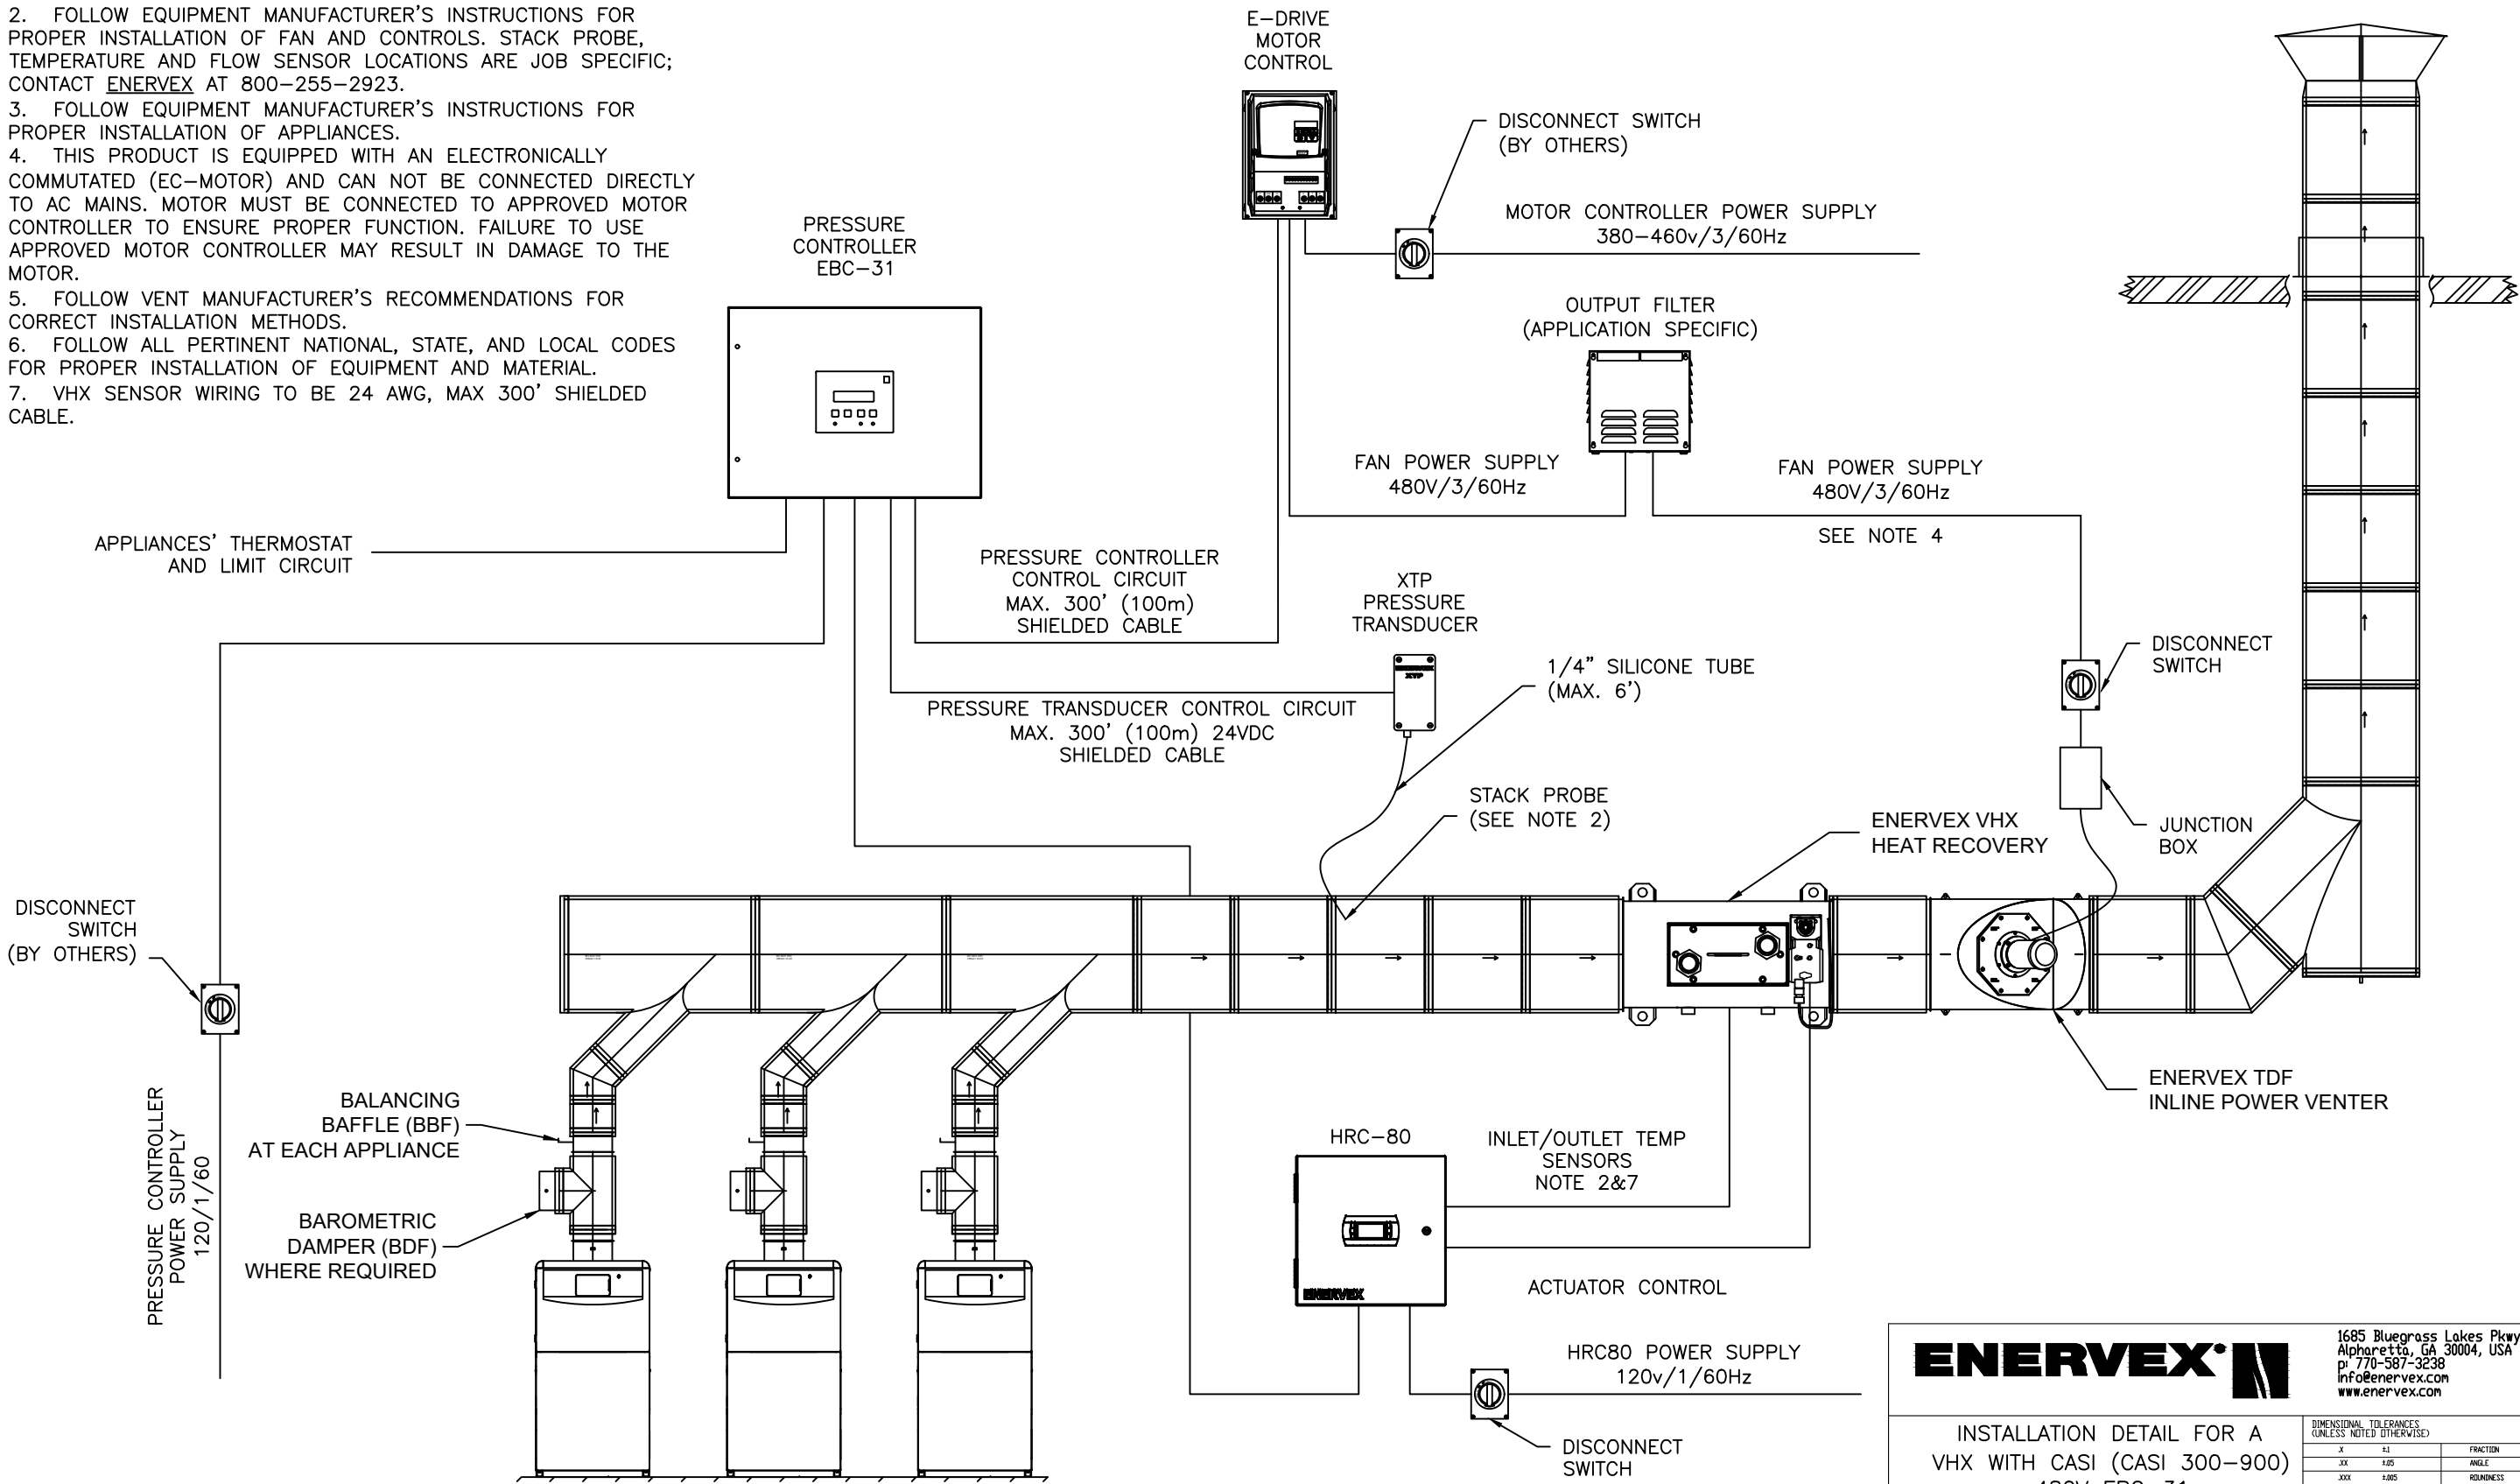 2. FOLLOW EQUIPMENT MANUFACTURER'S INSTRUCTIONS FOR
PROPER INSTALLATION OF FAN AND CONTROLS. STACK PROBE,
TEMPERATURE AND FLOW SENSOR LOCATIONS ARE JOB SPECIFIC;
CONTACT ENERVEX AT 800-255-2923.
3. FOLLOW EQUIPMENT MANUFACTURER'S INSTRUCTIONS FOR
PROPER INSTALLATION OF APPLIANCES.
4. THIS PRODUCT IS EQUIPPED WITH AN ELECTRONICALLY
COMMUTATED (EC-MOTOR) AND CAN NOT BE CONNECTED DIRECTLY
TO AC MAINS. MOTOR MUST BE CONNECTED TO APPROVED MOTOR
CONTROLLER TO ENSURE PROPER FUNCTION. FAILURE TO USE
APPROVED MOTOR CONTROLLER MAY RESULT IN DAMAGE TO THE
MOTOR.
5. FOLLOW VENT MANUFACTURER'S RECOMMENDATIONS FOR
CORRECT INSTALLATION METHODS.
6. FOLLOW ALL PERTINENT NATIONAL, STATE, AND LOCAL CODES
FOR PROPER INSTALLATION OF EQUIPMENT AND MATERIAL.
7. VHX SENSOR WIRING TO BE 24 AWG, MAX 300' SHIELDED
CABLE.
E-DRIVE
MOTOR
CONTROL
DISCONNECT SWITCH
(BY OTHERS)
MOTOR CONTROLLER POWER SUPPLY
380-460v/3/60Hz
PRESSURE
CONTROLLER
EBC-31
OUTPUT FILTER
(APPLICATION SPECIFIC)
FAN POWER SUPPLY
480V/3/60Hz
FAN POWER SUPPLY
480V/3/60Hz
SEE NOTE 4
APPLIANCES' THERMOSTAT
AND LIMIT CIRCUIT
PRESSURE CONTROLLER
CONTROL CIRCUIT
MAX. 300' (100m)
SHIELDED CABLE
XTP
PRESSURE
TRANSDUCER
XTP
1/4" SILICONE TUBE
(MAX. 6')
DISCONNECT
SWITCH
PRESSURE TRANSDUCER CONTROL CIRCUIT
MAX. 300' (100m) 24VDC
SHIELDED CABLE
STACK PROBE
(SEE NOTE 2)
ENERVEX VHX
HEAT RECOVERY
JUNCTION
BOX
DISCONNECT
SWITCH
(BY OTHERS)
PRESSURE CONTROLLER
POWER SUPPLY
120/1/60
BALANCING
BAFFLE (BBF)
AT EACH APPLIANCE
BAROMETRIC
DAMPER (BDF)
WHERE REQUIRED
ENERVEX TDF
INLINE POWER VENTER
HRC-80
ENERVEX
INLET/OUTLET TEMP
SENSORS
NOTE 2&7
ACTUATOR CONTROL
HRC80 POWER SUPPLY
120v/1/60Hz
DISCONNECT
SWITCH
ENERVEX
1685 Bluegrass Lakes Pkwy
Alpharetta, GA 30004, USA
p: 770-587-3238
info@enervex.com
www.enervex.com
INSTALLATION DETAIL FOR A
VHX WITH CASI (CASI 300-900)
480V EBC-31
DIMENSIONAL TOLERANCES
(UNLESS NOTED OTHERWISE)
.X ±.1 FRACTION
.XX ±.05 ANGLE
.XXX ±.005 ROUNDNESS